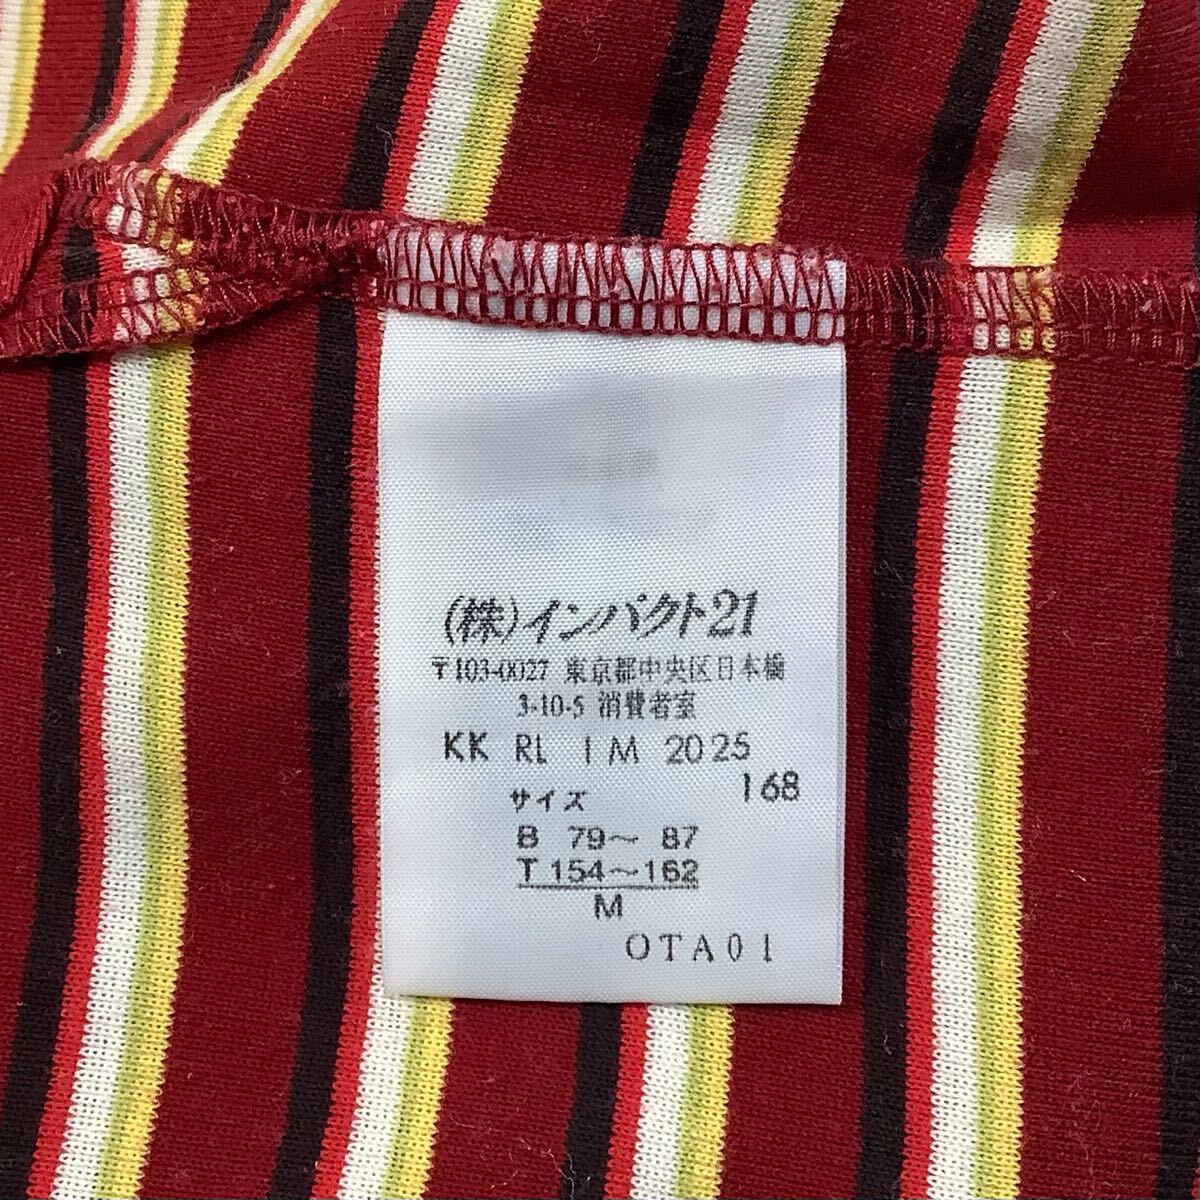 (株)インパクト21
〒103-0027 東京都中央区日本橋
3-10-5 消費者室
KK RL I M 2025
168
サイズ
B 79～ 87
T 154～162
M
OTA01